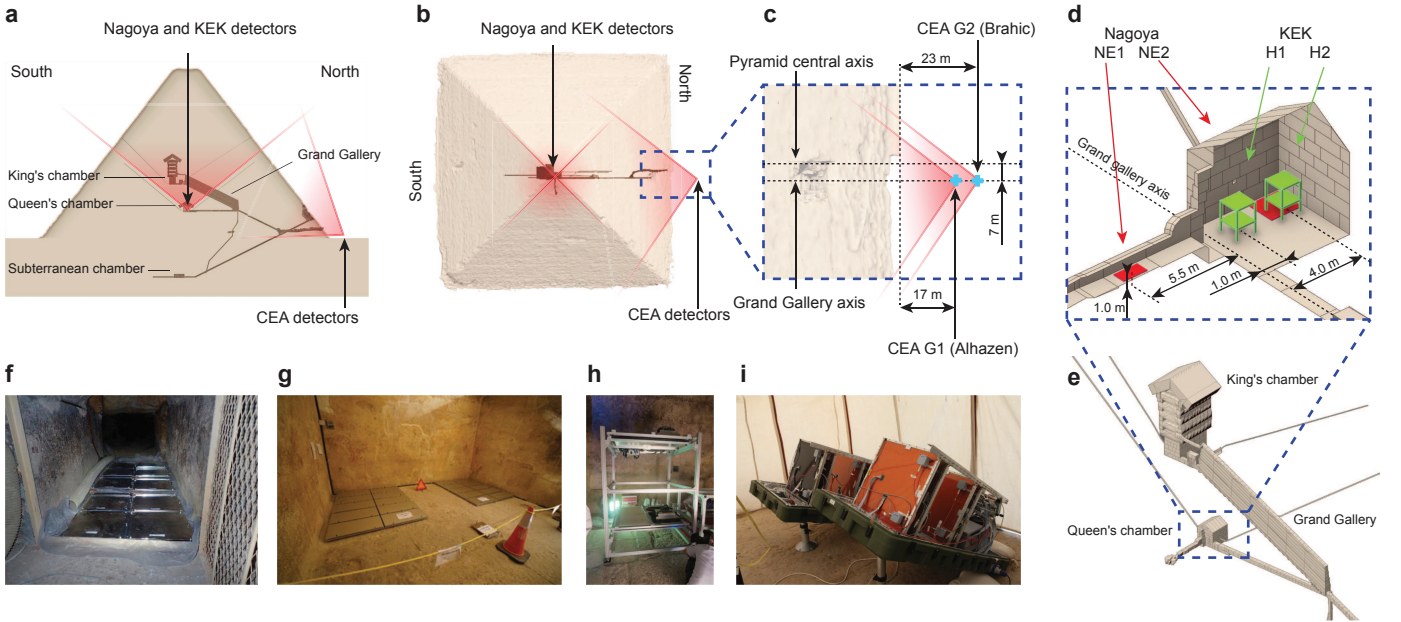 a
Nagoya and KEK detectors
South
North
Grand Gallery
King's chamber
Queen's chamber
Subterranean chamber
CEA detectors
b
Nagoya and KEK detectors
South
North
CEA detectors
c
CEA G2 (Brahic)
23 m
Pyramid central axis
7 m
Grand Gallery axis
17 m
CEA G1 (Alhazen)
d
Nagoya
NE1 NE2
KEK
H1 H2
Grand gallery axis
5.5 m
1.0 m
4.0 m
1.0 m
e
King's chamber
Grand Gallery
Queen's chamber
f
g
h
i